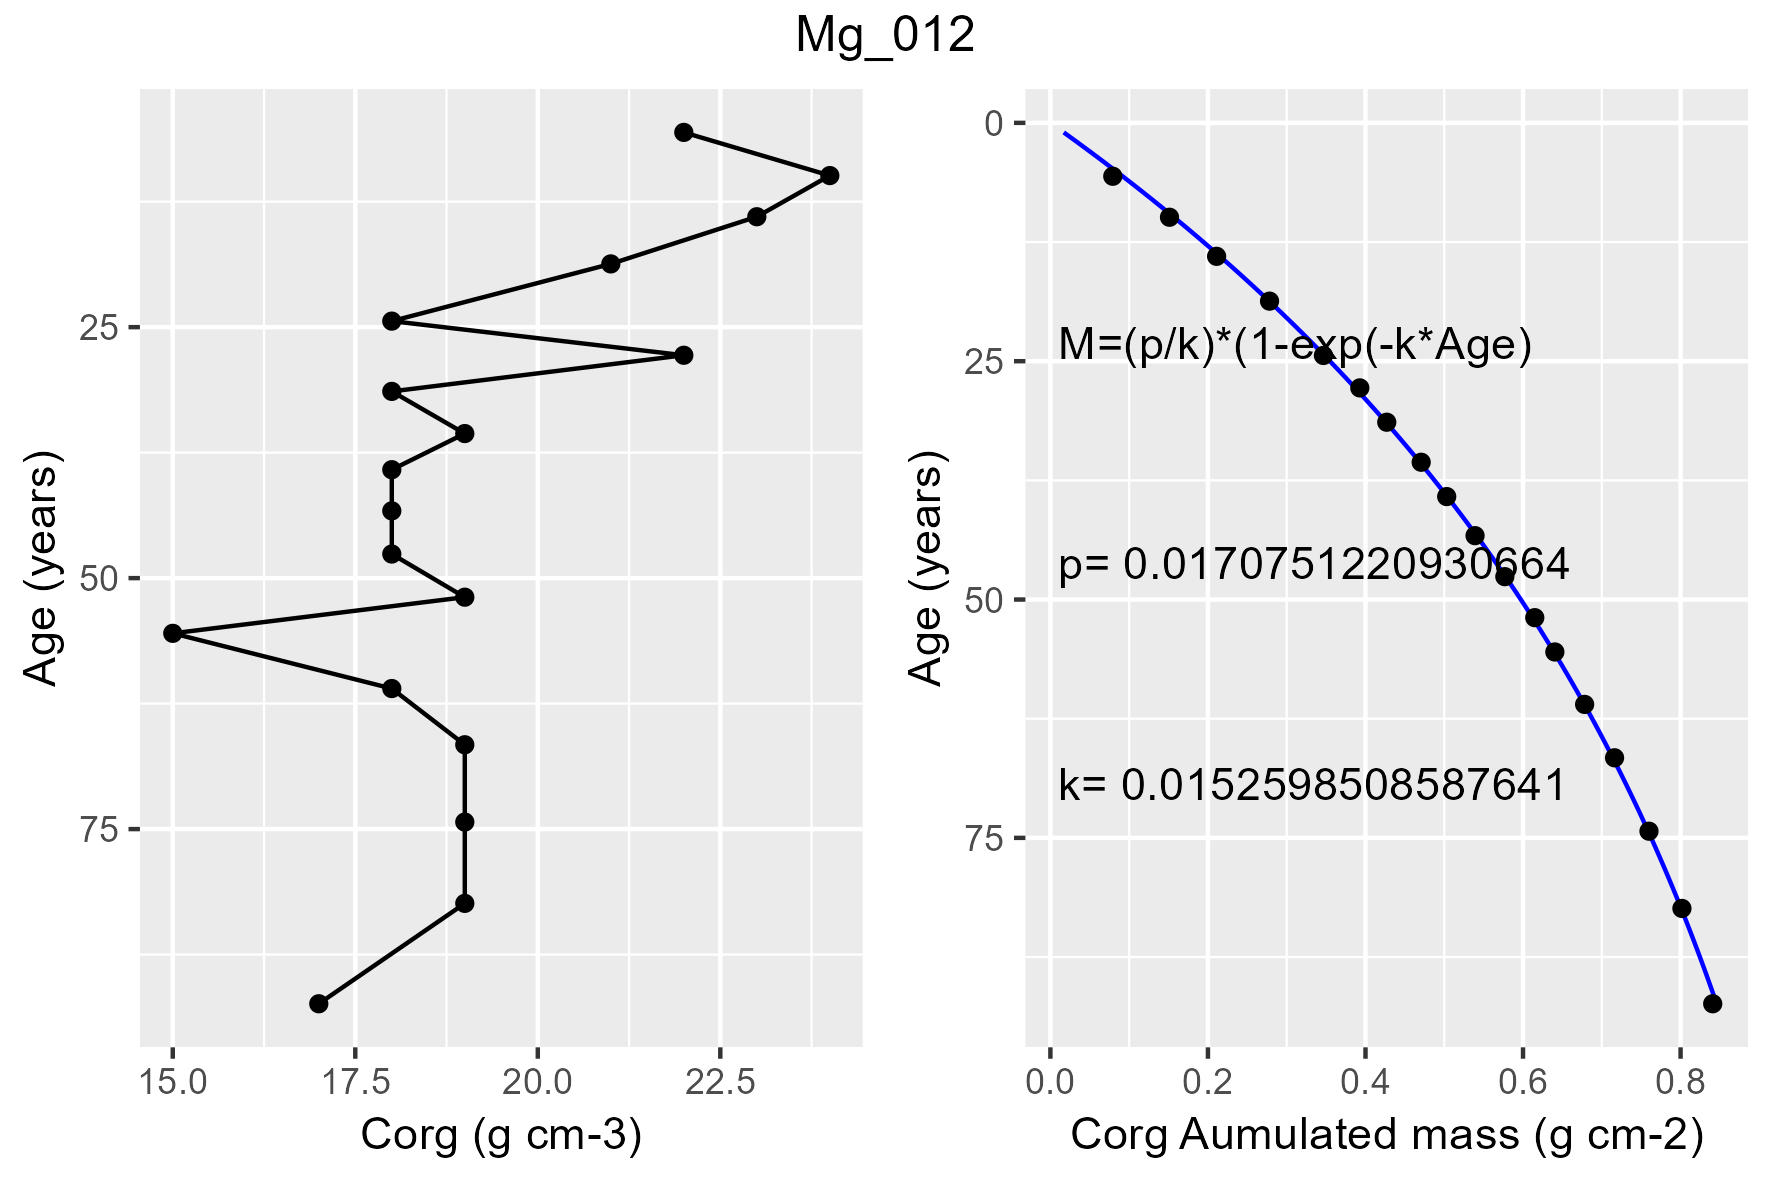 Mg_012
25
50
75
15.0 17.5 20.0 22.5
Age (years)
Corg (g cm-3)
0
25
50
75
0.0 0.2 0.4 0.6 0.8
Age (years)
Corg Aumulated mass (g cm-2)
M=(p/k)*(1-exp(-k*Age)
p= 0.0170751220930664
k= 0.0152598508587641